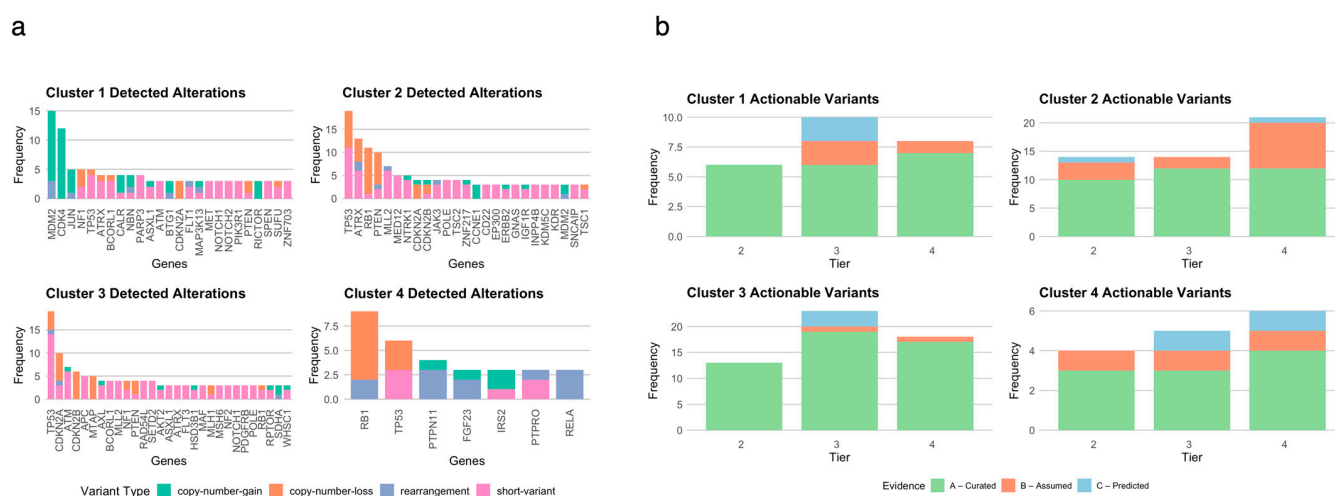 a
b
Cluster 1 Detected Alterations
Frequency
15
10
5
0
MDM2 CDK4 JUN NF1 TP53 ATRX BCORL1 CALR NBN PARP3 ASXL1 ATM BTG1 CDKN2A FLT1 MAP3K13 MET NOTCH1 NOTCH2 PIK3R1 PTEN RICTOR SPEN SUFU ZNF703
Genes
Cluster 2 Detected Alterations
Frequency
15
10
5
0
TP53 ATRX RB1 PTEN MLL2 MED12 NTRK1 CDKN2A CDKN2B JAK3 POLE TSC2 ZNF217 CCNE1 CD22 EP300 ERBB2 GNAS IGF1R INPP4B KDM5C KDR MDM2 SNCAIP TSC1
Genes
Cluster 3 Detected Alterations
Frequency
15
10
5
0
TP53 CDKN2A ATM CDKN2B APC MTAP AXL BCORL1 MLL2 NF1 PTEN RAD54L SETD2 AKT2 ASXL1 ATRX FLT3 HSD3B1 MAF MLH1 MSH6 NF2 NOTCH1 PDGFRB POLE RB1 RPTOR SDHA WHSC1
Genes
Cluster 4 Detected Alterations
Frequency
7.5
5.0
2.5
0.0
RB1 TP53 PTPN11 FGF23 IRS2 PTPRO RELA
Genes
Variant Type copy-number-gain copy-number-loss rearrangement short-variant
Cluster 1 Actionable Variants
Frequency
10.0
7.5
5.0
2.5
0.0
2 3 4
Tier
Cluster 2 Actionable Variants
Frequency
20
15
10
5
0
2 3 4
Tier
Cluster 3 Actionable Variants
Frequency
20
15
10
5
0
2 3 4
Tier
Cluster 4 Actionable Variants
Frequency
6
4
2
0
2 3 4
Tier
Evidence A – Curated B – Assumed C – Predicted